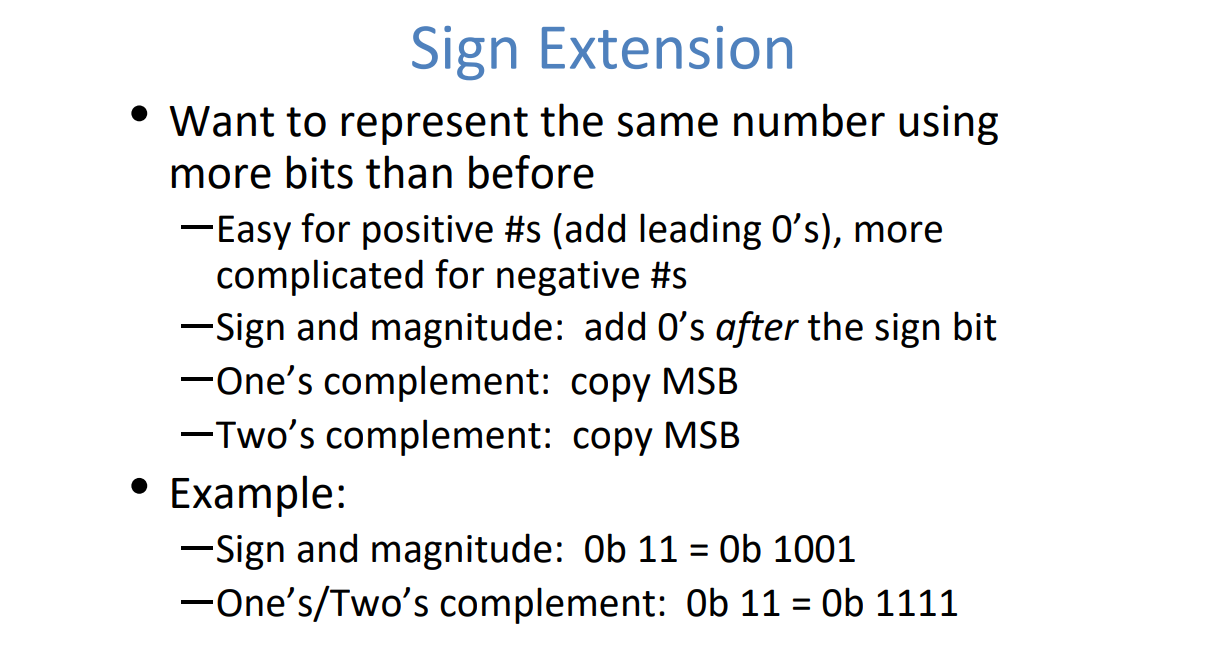 Sign Extension
• Want to represent the same number using
more bits than before
—Easy for positive #s (add leading 0’s), more
complicated for negative #s
—Sign and magnitude:  add 0’s after the sign bit
—One’s complement:  copy MSB
—Two’s complement:  copy MSB
• Example:
—Sign and magnitude:  0b 11 = 0b 1001
—One’s/Two’s complement:  0b 11 = 0b 1111